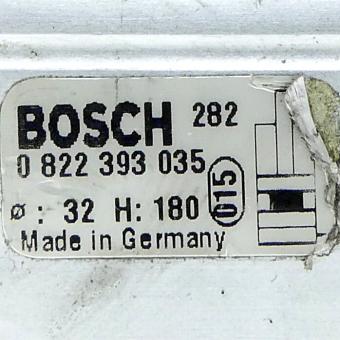 BOSCH 282
0 822 393 035
ø: 32 H: 180 015
Made in Germany